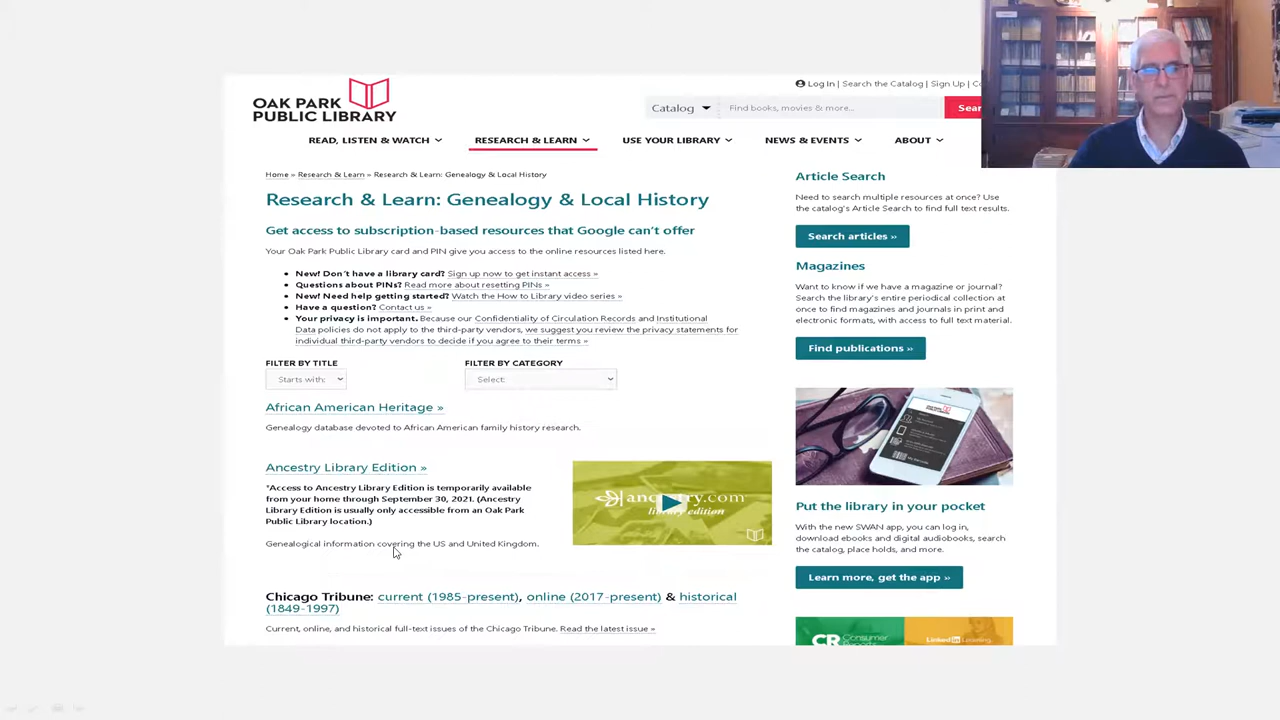 OAK PARK
PUBLIC LIBRARY
Log In | Search the Catalog | Sign Up |
Catalog Find books, movies & more...
READ, LISTEN & WATCH RESEARCH & LEARN USE YOUR LIBRARY NEWS & EVENTS ABOUT
Home » Research & Learn » Research & Learn: Genealogy & Local History
Research & Learn: Genealogy & Local History
Get access to subscription-based resources that Google can't offer
Your Oak Park Public Library card and PIN give you access to the online resources listed here.
New! Don't have a library card? Sign up now to get instant access »
Questions about PINs? Read more about resetting PINs »
New! Need help getting started? Watch the How to Library video series »
Have a question? Contact us »
Your privacy is important. Because our Confidentiality of Circulation Records and Institutional
Data policies do not apply to the third-party vendors, we suggest you review the privacy statements for
individual third-party vendors to decide if you agree to their terms »
FILTER BY TITLE FILTER BY CATEGORY
Starts with: Select:
African American Heritage »
Genealogy database devoted to African American family history research.
Ancestry Library Edition »
*Access to Ancestry Library Edition is temporarily available
from your home through September 30, 2021. (Ancestry
Library Edition is usually only accessible from an Oak Park
Public Library location.)
Genealogical information covering the US and United Kingdom.
ancestry.com
library edition
Chicago Tribune: current (1985-present), online (2017-present) & historical
(1849-1997)
Current, online, and historical full-text issues of the Chicago Tribune. Read the latest issue »
Article Search
Need to search multiple resources at once? Use
the catalog's Article Search to find full text results.
Search articles »
Magazines
Want to know if we have a magazine or journal?
Search the library's entire periodical collection at
once to find magazines and journals in print and
electronic formats, with access to full text material.
Find publications »
Put the library in your pocket
With the new SWAN app, you can log in,
download ebooks and digital audiobooks, search
the catalog, place holds, and more.
Learn more, get the app »
CR Consumer
Reports
LinkedIn Learning